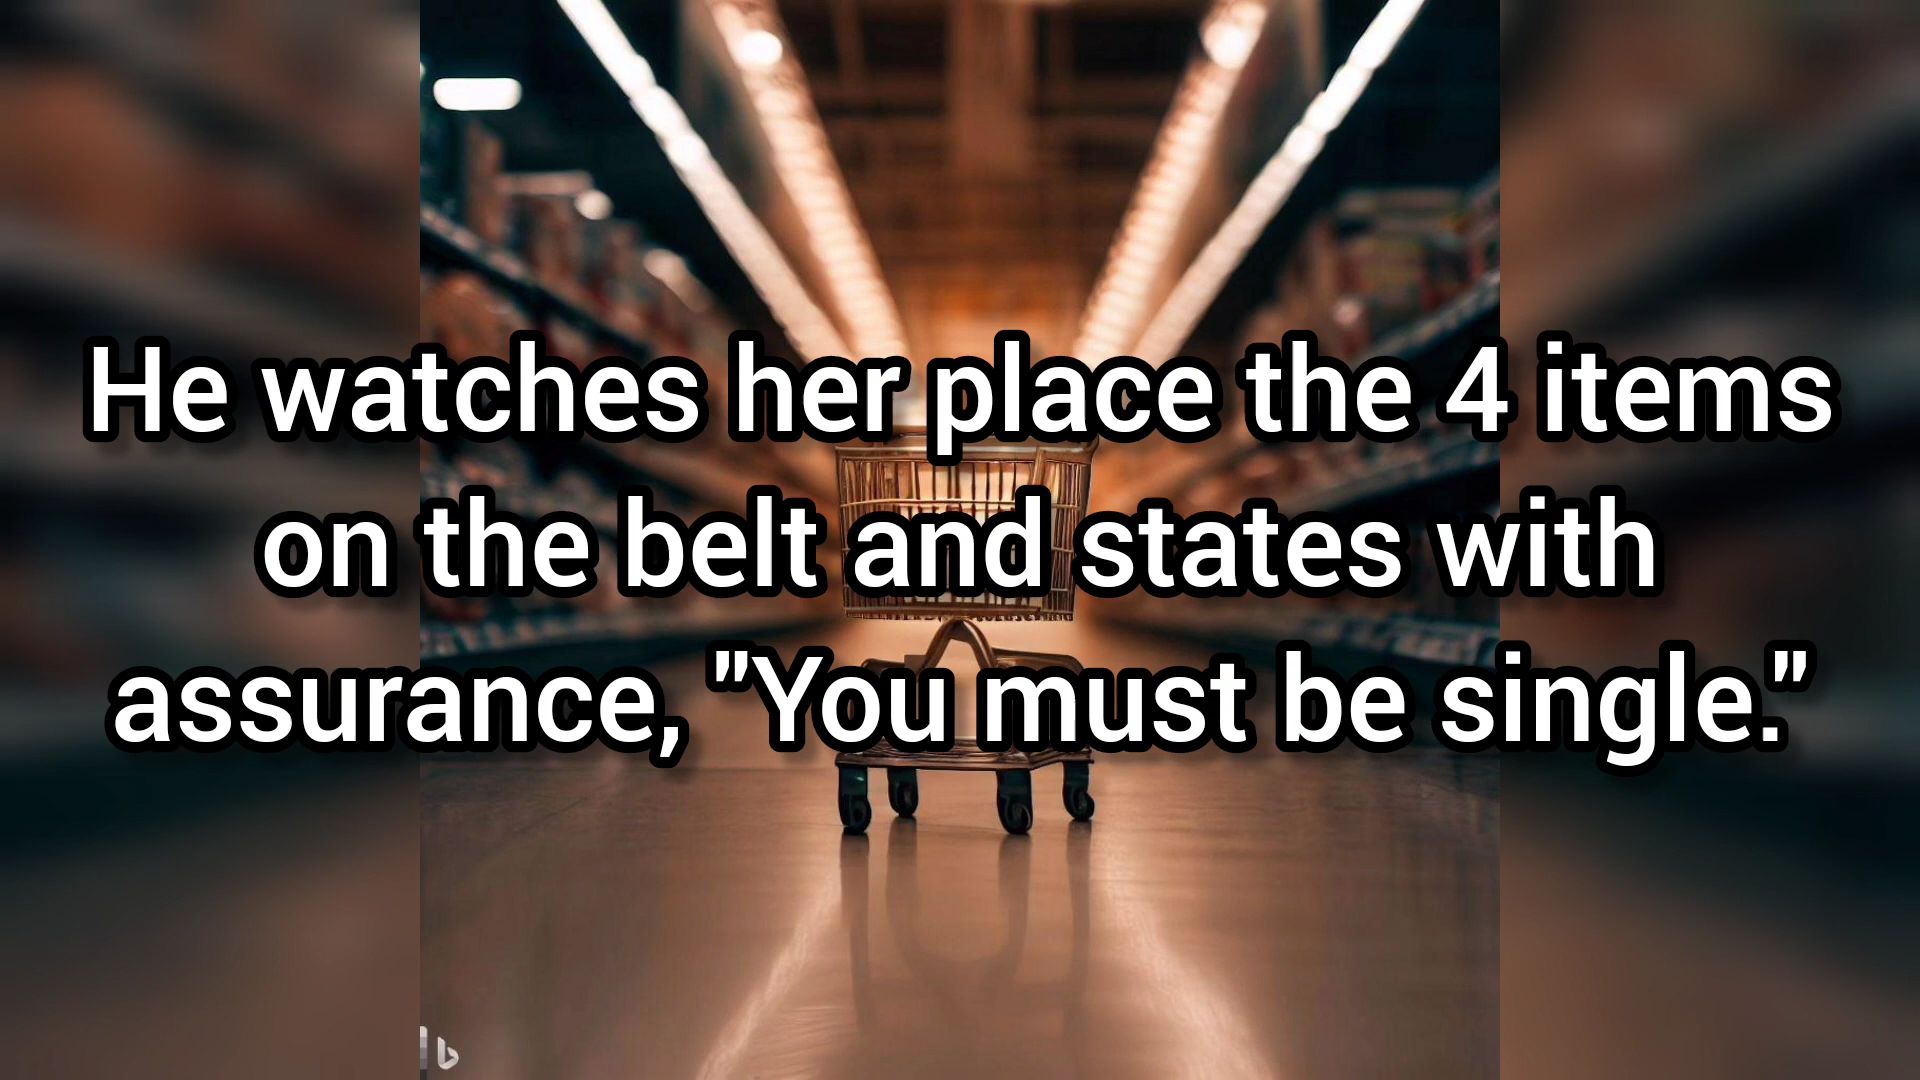 He watches her place the 4 items
on the belt and states with
assurance, "You must be single."